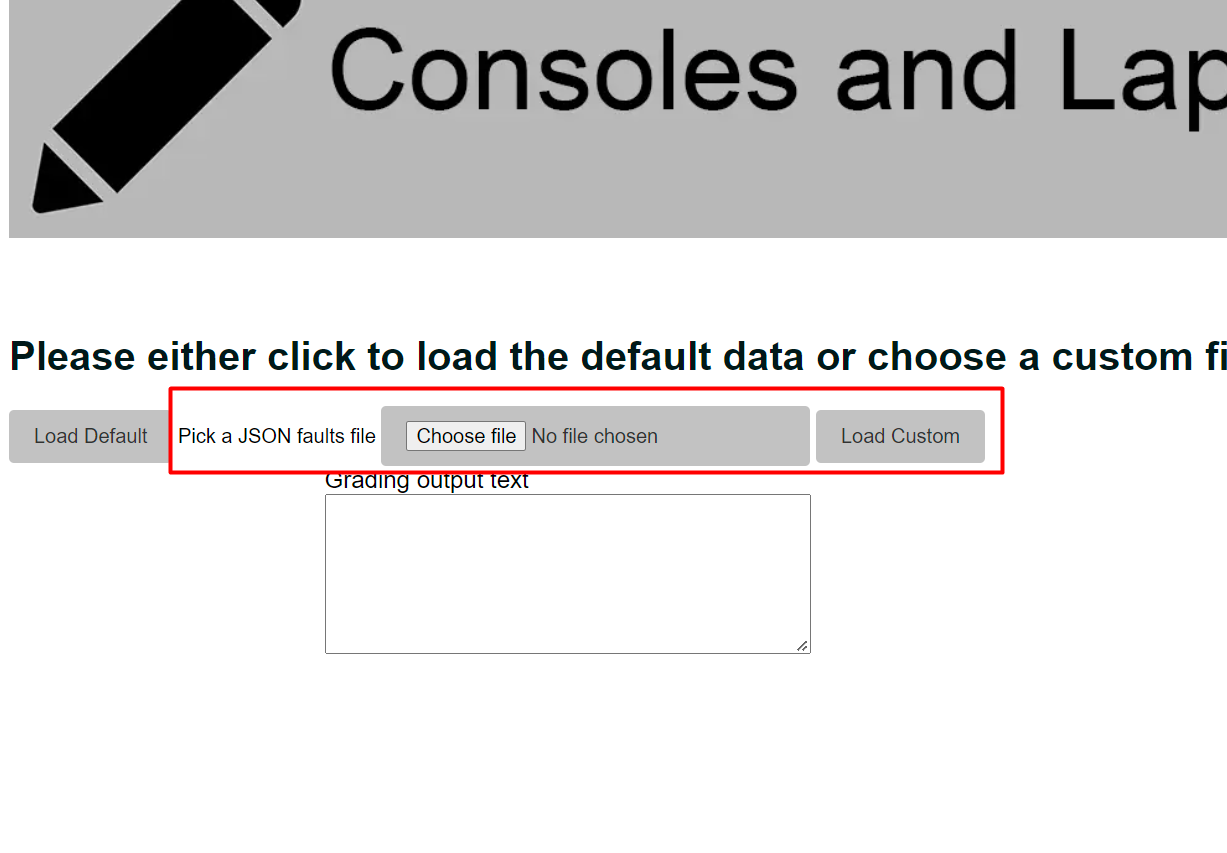 Consoles and Lap
Please either click to load the default data or choose a custom fi
Load Default Pick a JSON faults file Choose file No file chosen Load Custom
Grading output text